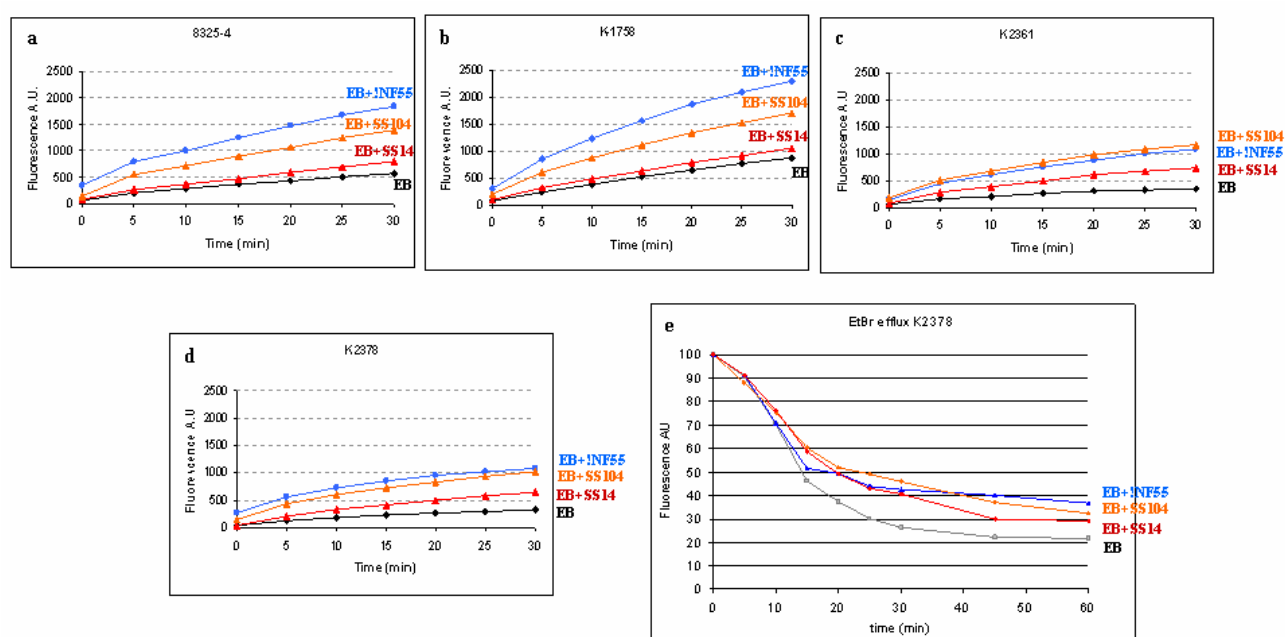 a
8325-4
Fluorescence A.U.
2500
2000
1500
1000
500
0
0 5 10 15 20 25 30
Time (min)
EB+!NF55
EB+SS104
EB+SS14
EB
b
K-1758
Fluorescence A.U.
2500
2000
1500
1000
500
0
0 5 10 15 20 25 30
Time (min)
EB+!NF55
EB+SS104
EB+SS14
EB
c
K2361
Fluorescence A.U.
2500
2000
1500
1000
500
0
0 5 10 15 20 25 30
Time (min)
EB+SS104
EB+!NF55
EB+SS14
EB
d
K2378
Fluorescence A.U
2500
2000
1500
1000
500
0
0 5 10 15 20 25 30
Time (min)
EB+!NF55
EB+SS104
EB+SS14
EB
e
EtBr efflux K2378
Fluorescence AU
100
90
80
70
60
50
40
30
20
10
0
0 10 20 30 40 50 60
time (min)
EB+!NF55
EB+SS104
EB+SS14
EB